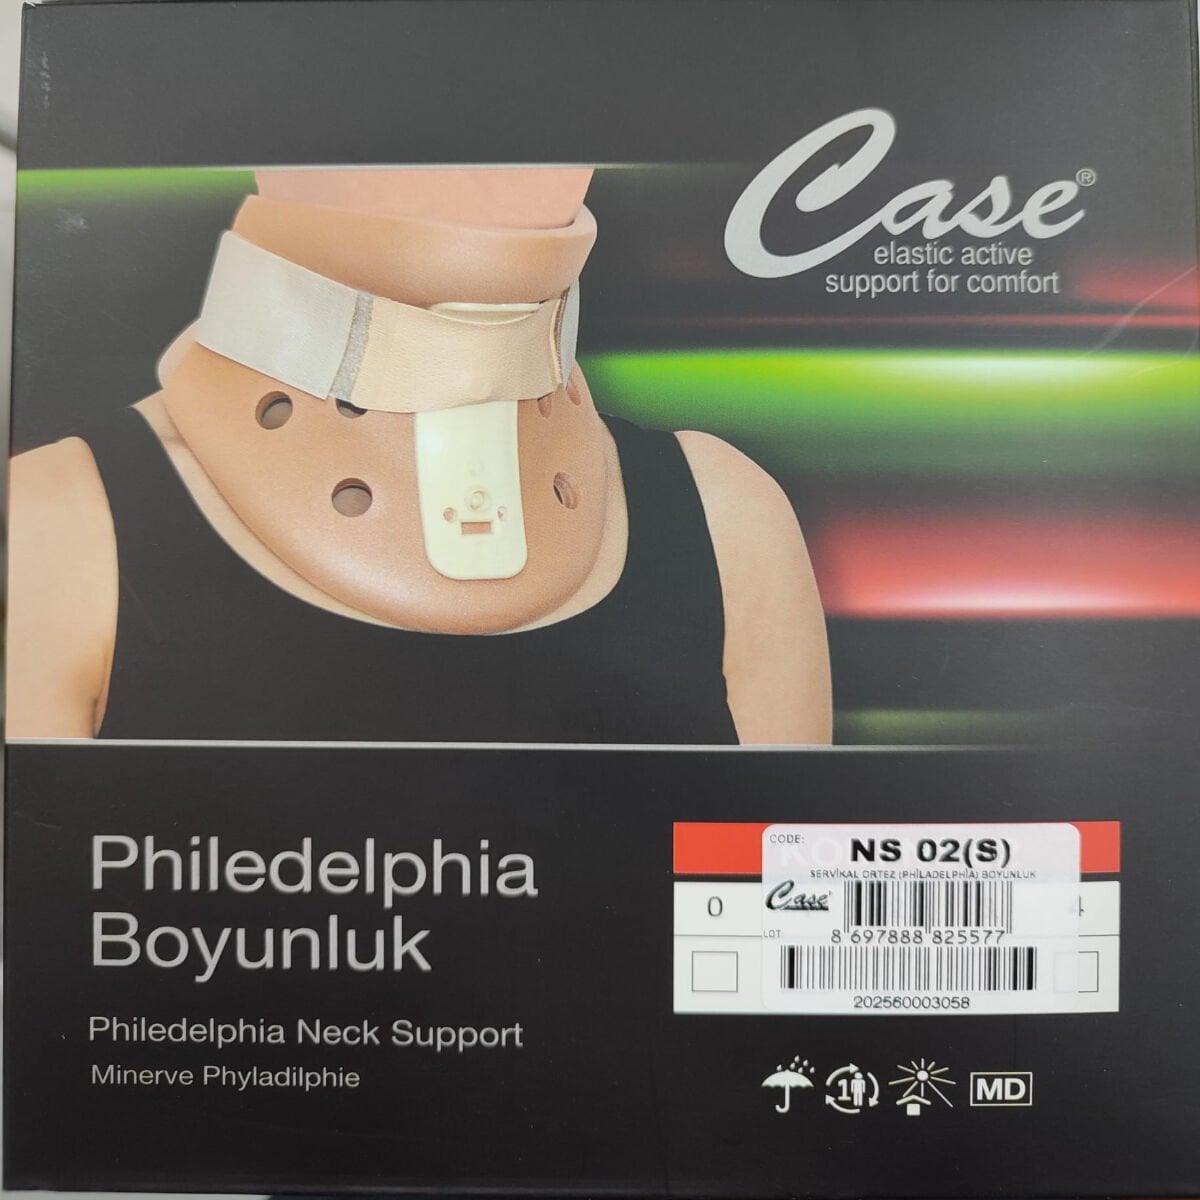 Case®
elastic active
support for comfort
Philedelphia
Boyunluk
CODE:
NS 02(S)
SERVİKAL ORTEZ (PHİLADELPHİA) BOYUNLUK
Case
LOT:
8 697888 825577
202560003058
0
4
Philedelphia Neck Support
Minerve Phyladilphie
1
MD